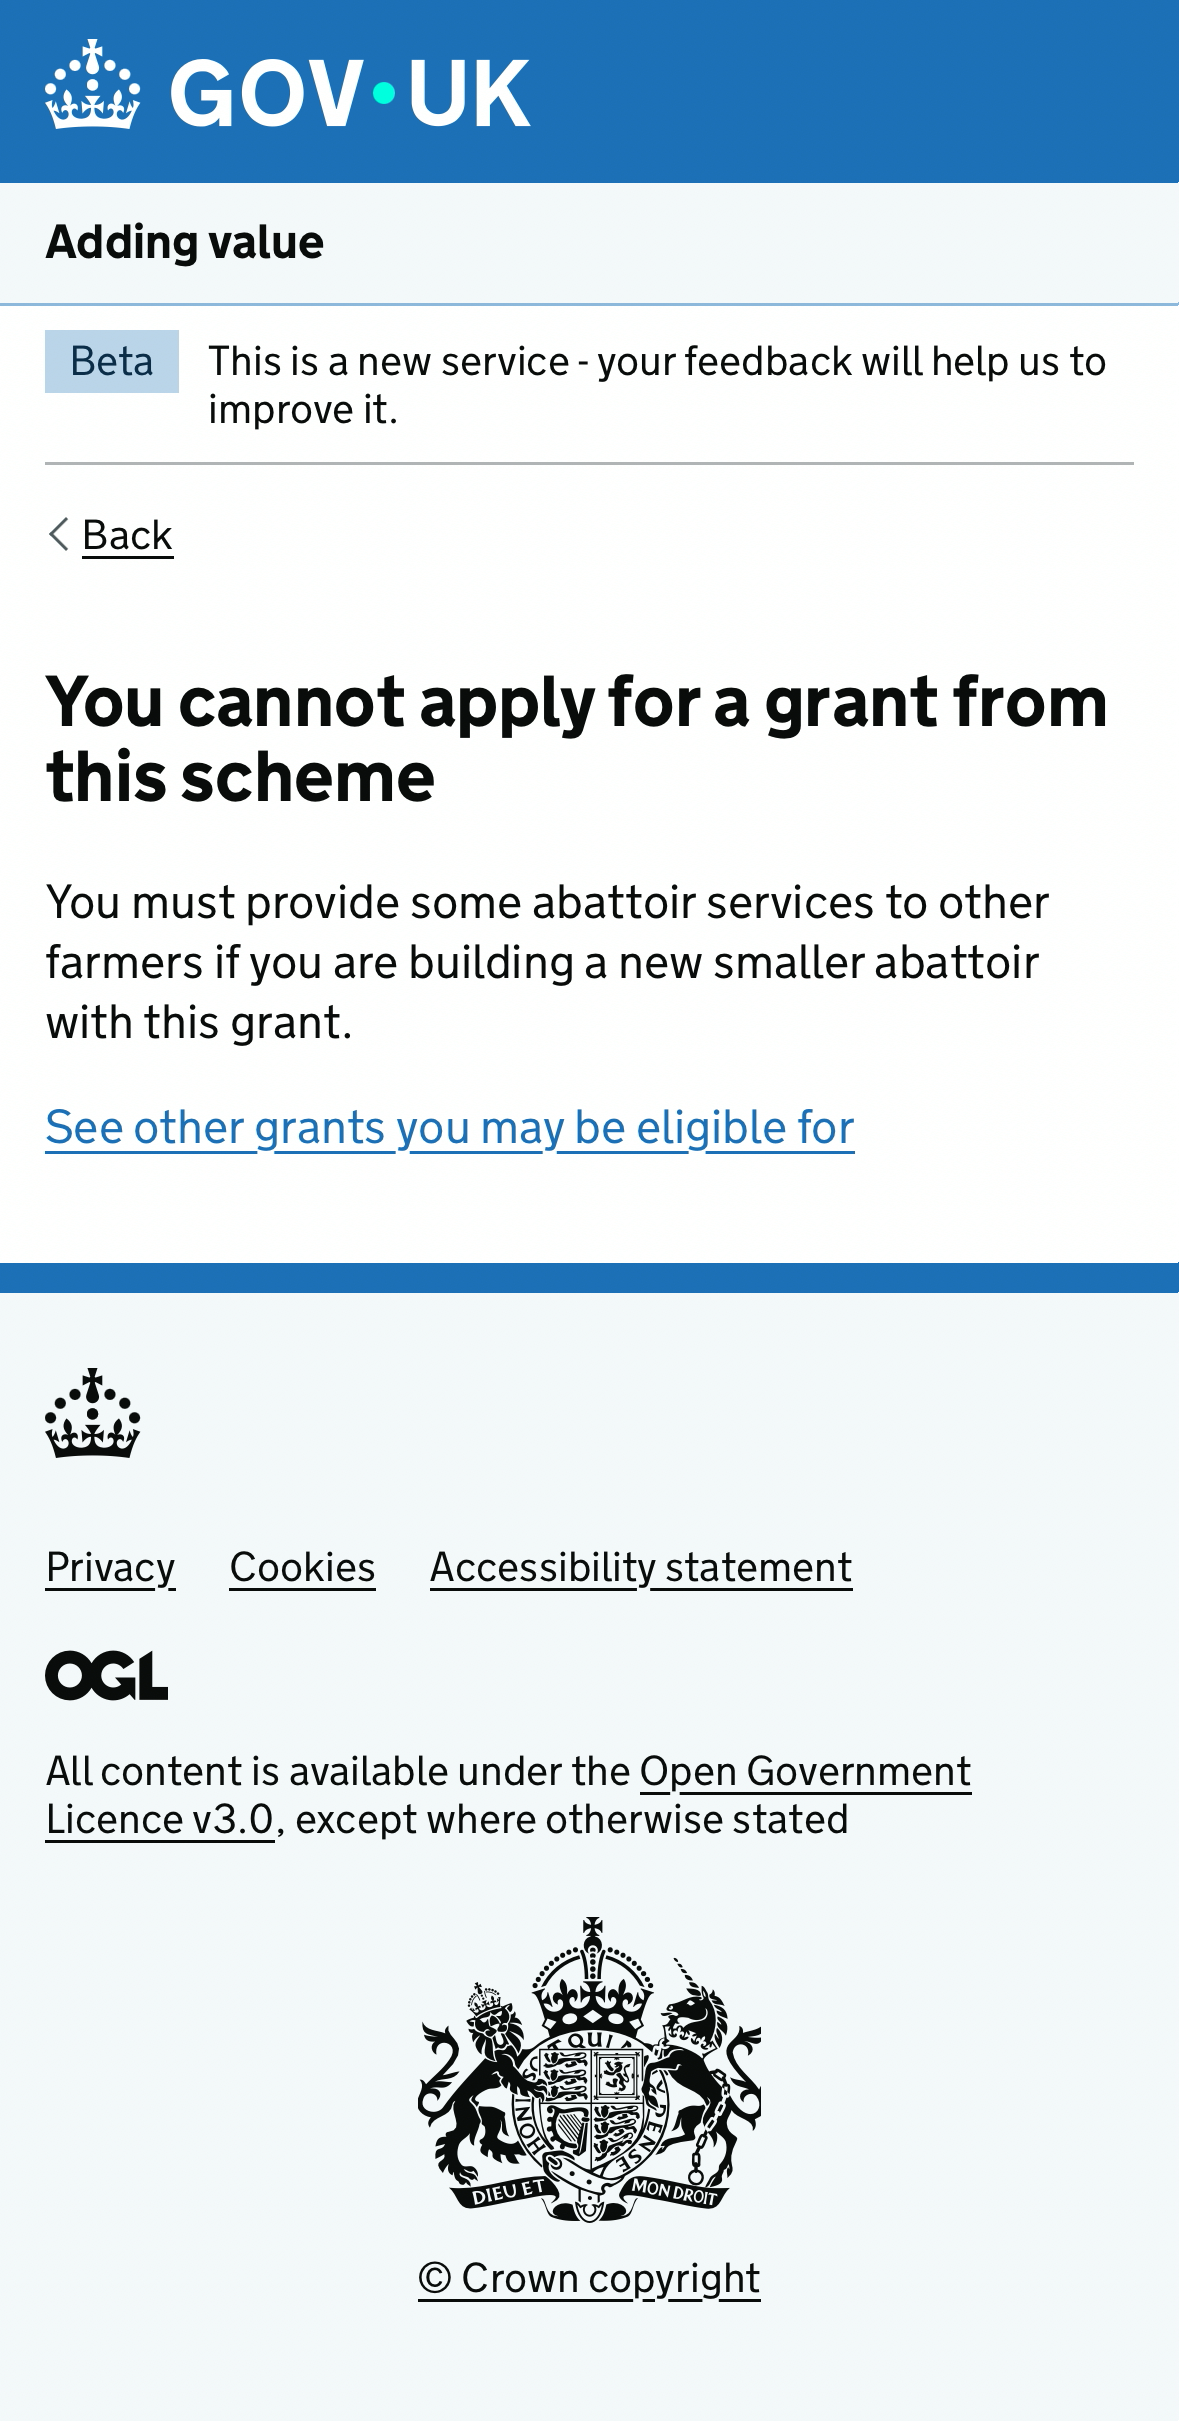 GOV·UK
Adding value
Beta
This is a new service - your feedback will help us to
improve it.
Back
You cannot apply for a grant from
this scheme
You must provide some abattoir services to other
farmers if you are building a new smaller abattoir
with this grant.
See other grants you may be eligible for
Privacy
Cookies
Accessibility statement
OGL
All content is available under the Open Government
Licence v3.0, except where otherwise stated
QUI
HONI
PENSE
DIEU ET MON DROIT
© Crown copyright